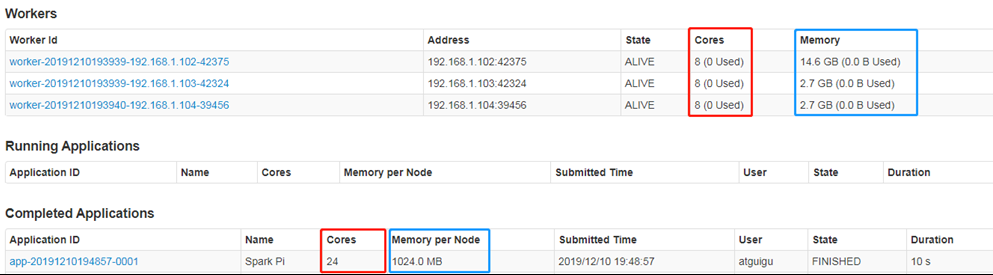 Workers
Worker Id Address State Cores Memory
worker-20191210193939-192.168.1.102-42375 192.168.1.102:42375 ALIVE 8 (0 Used) 14.6 GB (0.0 B Used)
worker-20191210193939-192.168.1.103-42324 192.168.1.103:42324 ALIVE 8 (0 Used) 2.7 GB (0.0 B Used)
worker-20191210193940-192.168.1.104-39456 192.168.1.104:39456 ALIVE 8 (0 Used) 2.7 GB (0.0 B Used)
Running Applications
Application ID Name Cores Memory per Node Submitted Time User State Duration
Completed Applications
Application ID Name Cores Memory per Node Submitted Time User State Duration
app-20191210194857-0001 Spark Pi 24 1024.0 MB 2019/12/10 19:48:57 atguigu FINISHED 10 s